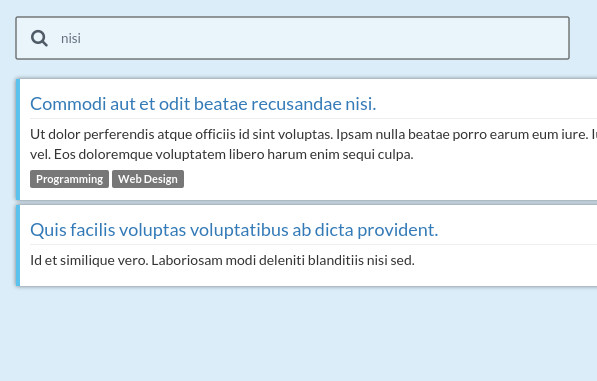 nisi
Commodi aut et odit beatae recusandae nisi.
Ut dolor perferendis atque officiis id sint voluptas. Ipsam nulla beatae porro earum eum iure.
vel. Eos doloremque voluptatem libero harum enim sequi culpa.
Programming Web Design
Quis facilis voluptas voluptatibus ab dicta provident.
Id et similique vero. Laboriosam modi deleniti blanditiis nisi sed.